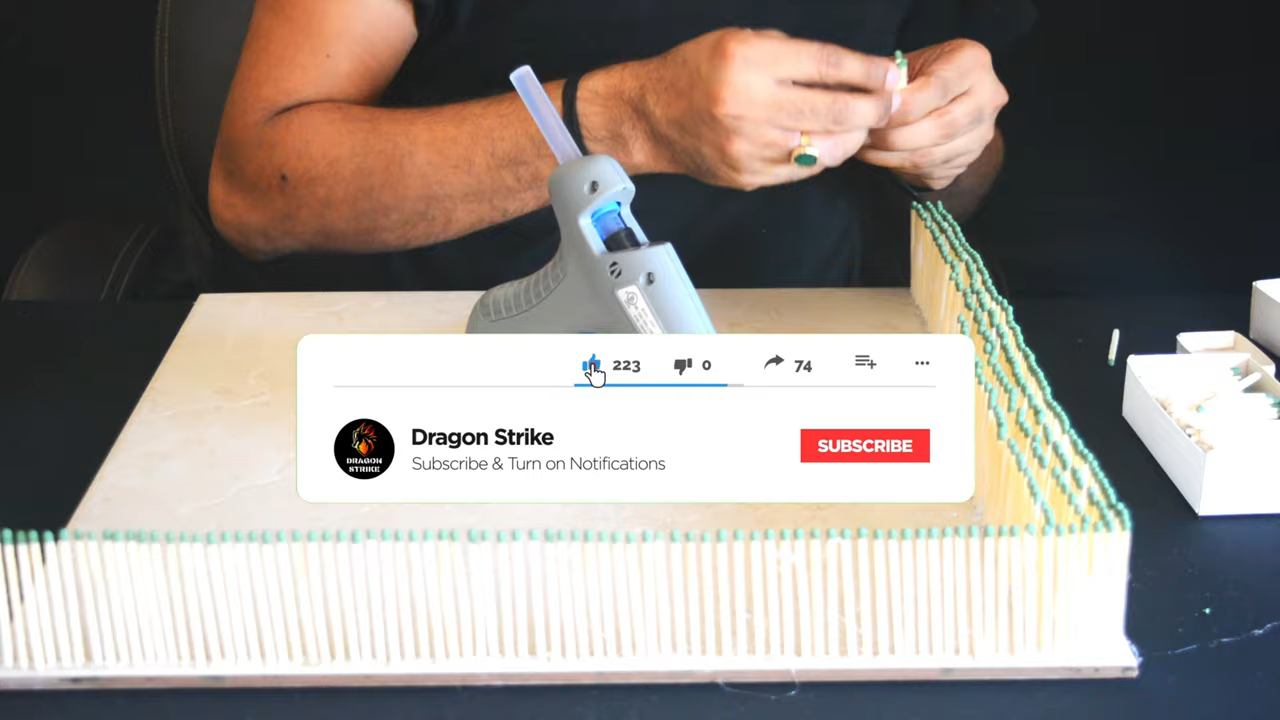 223
0
74
DRAGON
STRIKE
Dragon Strike
Subscribe & Turn on Notifications
SUBSCRIBE